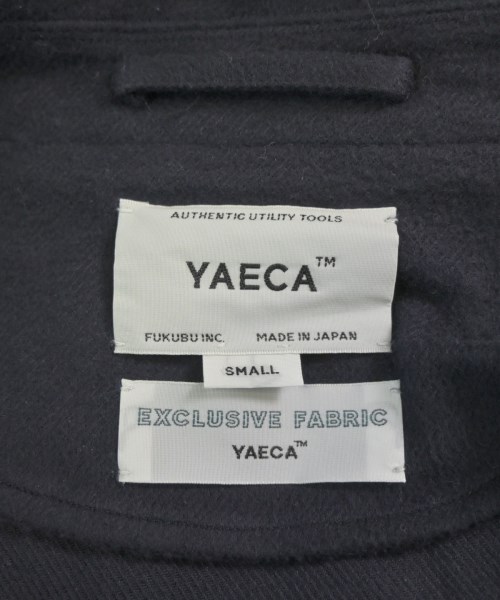 AUTHENTIC UTILITY TOOLS
YAECA™
FUKUBU INC. MADE IN JAPAN
SMALL
EXCLUSIVE FABRIC
YAECA™